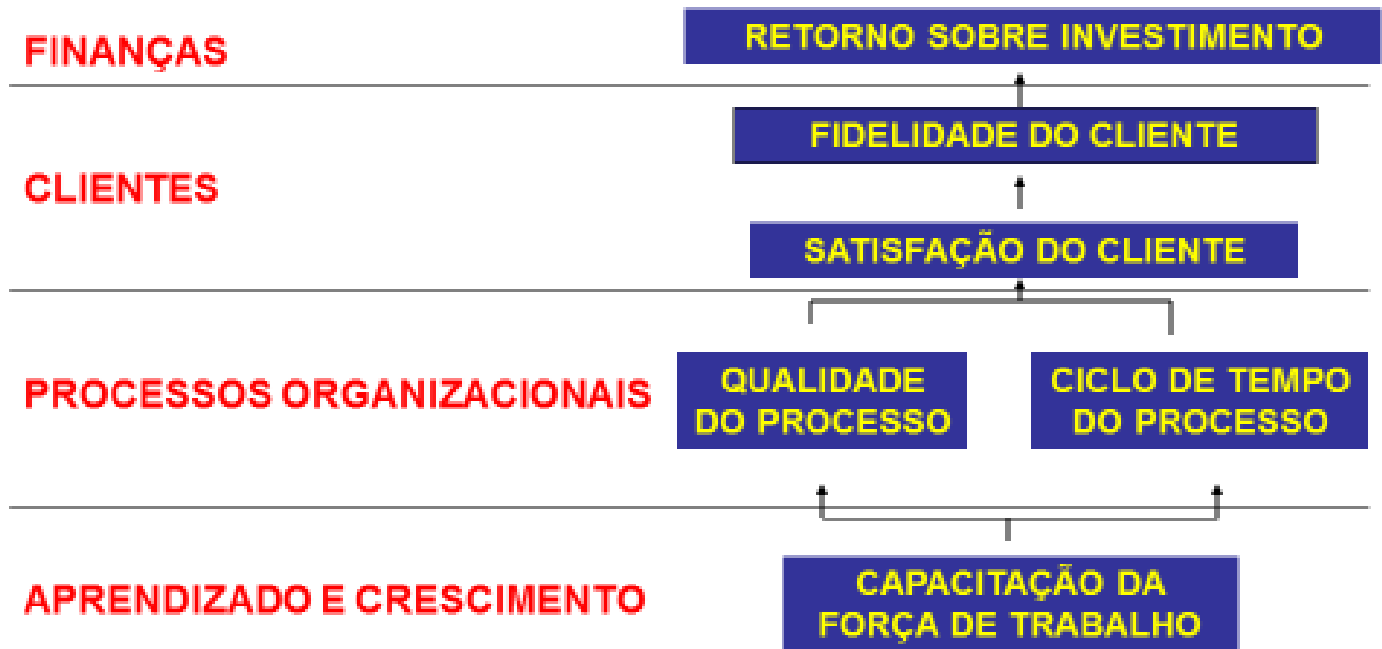 FINANÇAS
RETORNO SOBRE INVESTIMENTO
FIDELIDADE DO CLIENTE
CLIENTES
SATISFAÇÃO DO CLIENTE
PROCESSOS ORGANIZACIONAIS
QUALIDADE
DO PROCESSO
CICLO DE TEMPO
DO PROCESSO
APRENDIZADO E CRESCIMENTO
CAPACITAÇÃO DA
FORÇA DE TRABALHO